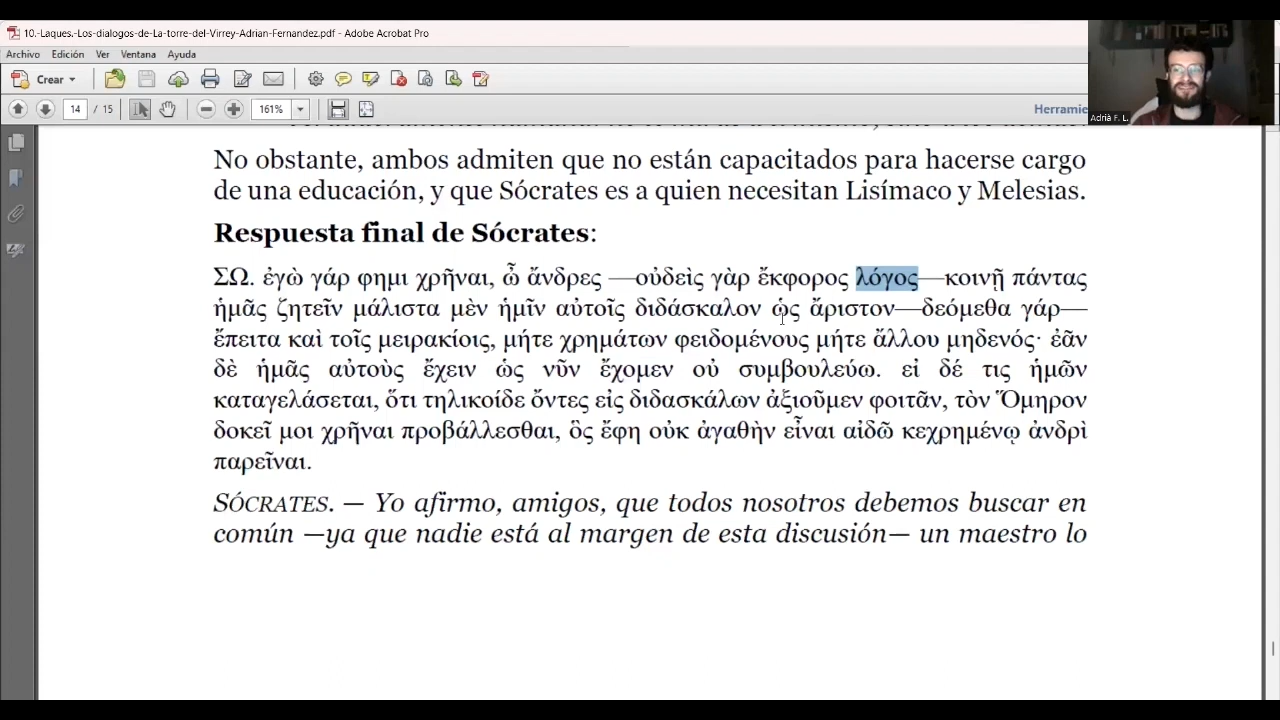 10.-Laques.-Los-dialogos-de-La-torre-del-Virrey-Adrian-Fernandez.pdf - Adobe Acrobat Pro
Archivo Edición Ver Ventana Ayuda
Crear
14 / 15 161% Herramie
Adrià F. L.
No obstante, ambos admiten que no están capacitados para hacerse cargo
de una educación, y que Sócrates es a quien necesitan Lisímaco y Melesias.
Respuesta final de Sócrates:
ΣΩ. ἐγὼ γάρ φημι χρῆναι, ὦ ἄνδρες —οὐδεὶς γὰρ ἔκφορος λόγος—κοινῇ πάντας
ἡμᾶς ζητεῖν μάλιστα μὲν ἡμῖν αὐτοῖς διδάσκαλον ὡς ἄριστον—δεόμεθα γάρ—
ἔπειτα καὶ τοῖς μειρακίοις, μήτε χρημάτων φειδομένους μήτε ἄλλου μηδενός· ἐᾶν
δὲ ἡμᾶς αὐτοὺς ἔχειν ὡς νῦν ἔχομεν οὐ συμβουλεύω. εἰ δέ τις ἡμῶν
καταγελάσεται, ὅτι τηλικοίδε ὄντες εἰς διδασκάλων ἀξιοῦμεν φοιτᾶν, τὸν Ὅμηρον
δοκεῖ μοι χρῆναι προβάλλεσθαι, ὃς ἔφη οὐκ ἀγαθὴν εἶναι αἰδῶ κεχρημένῳ ἀνδρὶ
παρεῖναι.
SÓCRATES. — Yo afirmo, amigos, que todos nosotros debemos buscar en
común —ya que nadie está al margen de esta discusión— un maestro lo